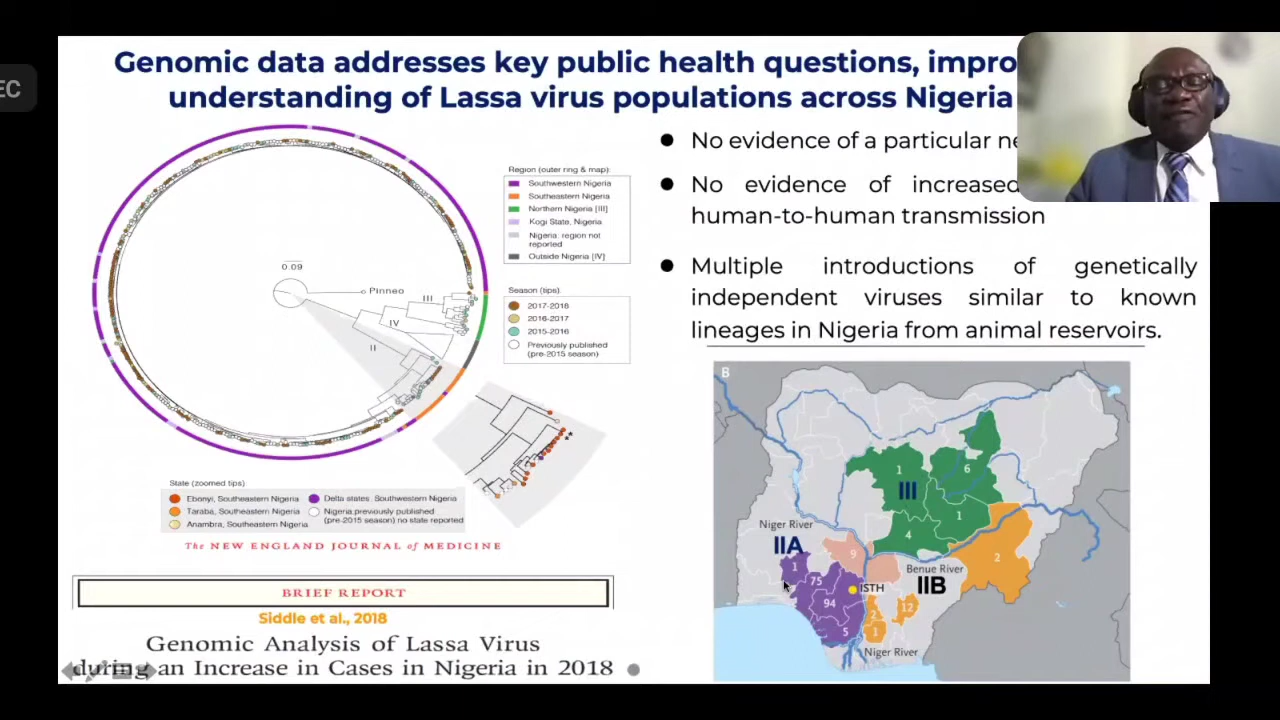 EC
Genomic data addresses key public health questions, impro
understanding of Lassa virus populations across Nigeria
No evidence of a particular ne
No evidence of increased
human-to-human transmission
Multiple introductions of genetically
independent viruses similar to known
lineages in Nigeria from animal reservoirs.
Region (outer ring & map):
Southwestern Nigeria
Southeastern Nigeria
Northern Nigeria [III]
Kogi State, Nigeria
Nigeria: region not
reported
Outside Nigeria [IV]
Season (tips):
2017-2018
2016-2017
2015-2016
Previously published
(pre-2015 season)
0.09
Pinneo
III
IV
II
State (zoomed tips)
Ebonyi, Southeastern Nigeria
Taraba, Southeastern Nigeria
Anambra, Southeastern Nigeria
Delta states, Southwestern Nigeria
Nigeria, previously published
(pre-2015 season) no state reported
The NEW ENGLAND JOURNAL of MEDICINE
BRIEF REPORT
Siddle et al., 2018
Genomic Analysis of Lassa Virus
during an Increase in Cases in Nigeria in 2018
B
1
6
III
1
4
Niger River
IIA
9
2
Benue River
1
75
ISTH
IIB
94
2
12
5
1
Niger River